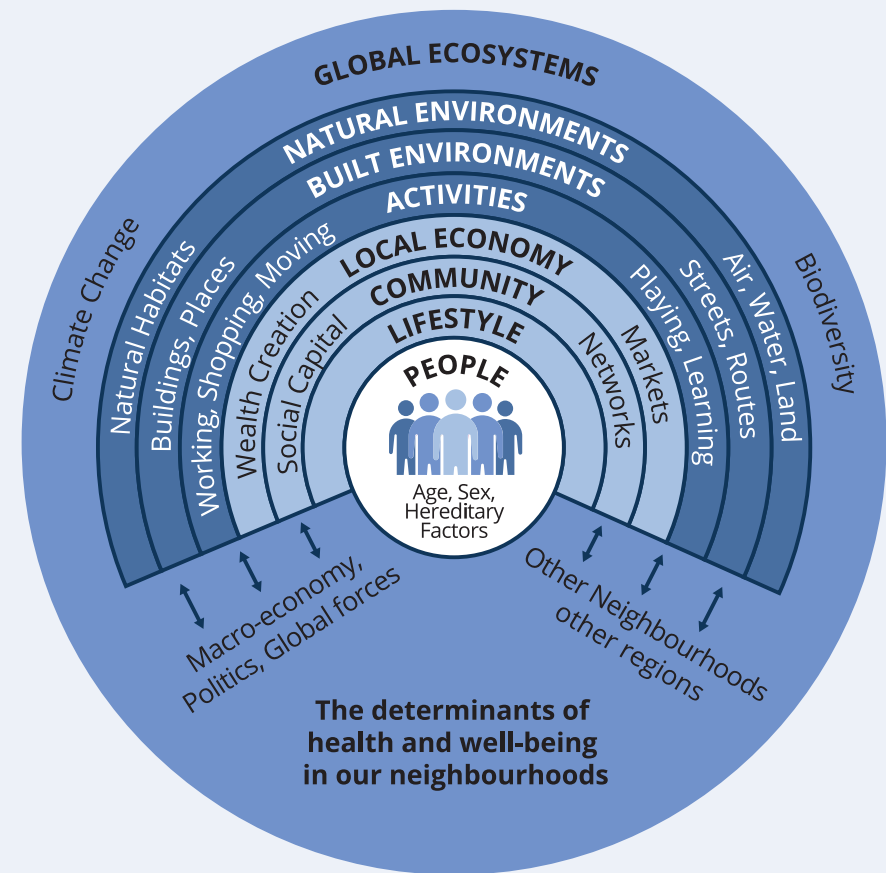 GLOBAL ECOSYSTEMS
Climate Change
Biodiversity
NATURAL ENVIRONMENTS
Natural Habitats
Air, Water, Land
BUILT ENVIRONMENTS
Buildings, Places
Streets, Routes
ACTIVITIES
Working, Shopping, Moving
Playing, Learning
LOCAL ECONOMY
Wealth Creation
Markets
COMMUNITY
Social Capital
Networks
LIFESTYLE
PEOPLE
Age, Sex,
Hereditary
Factors
Macro-economy,
Politics, Global forces
Other Neighbourhoods
other regions
The determinants of
health and well-being
in our neighbourhoods